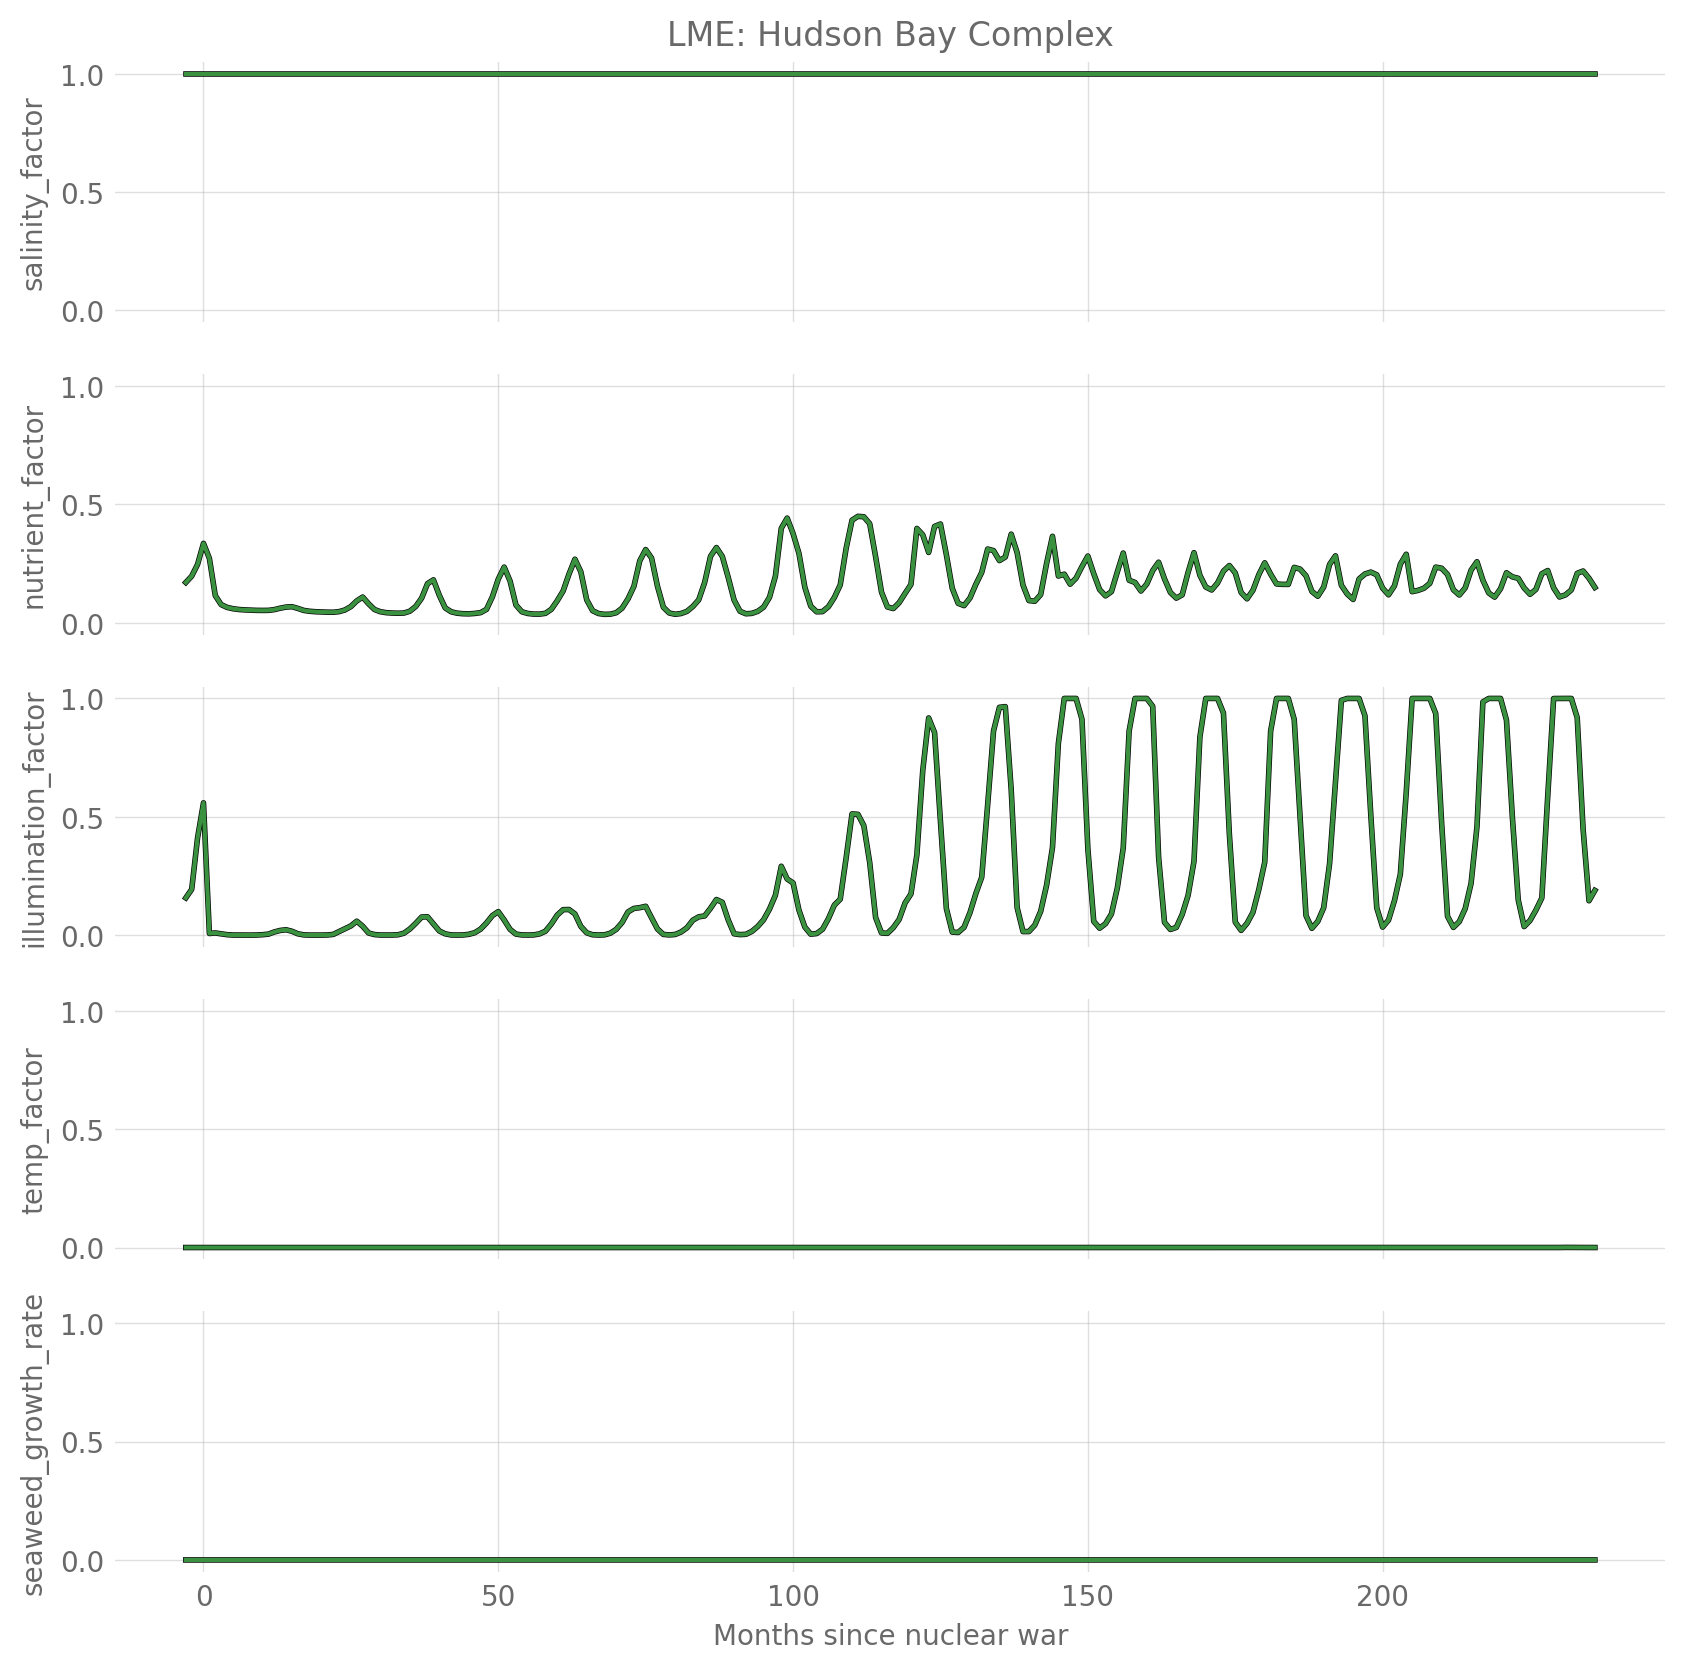 LME: Hudson Bay Complex
1.0
0.5
0.0
salinity_factor
1.0
0.5
0.0
nutrient_factor
1.0
0.5
0.0
illumination_factor
1.0
0.5
0.0
temp_factor
1.0
0.5
0.0
seaweed_growth_rate
0 50 100 150 200
Months since nuclear war